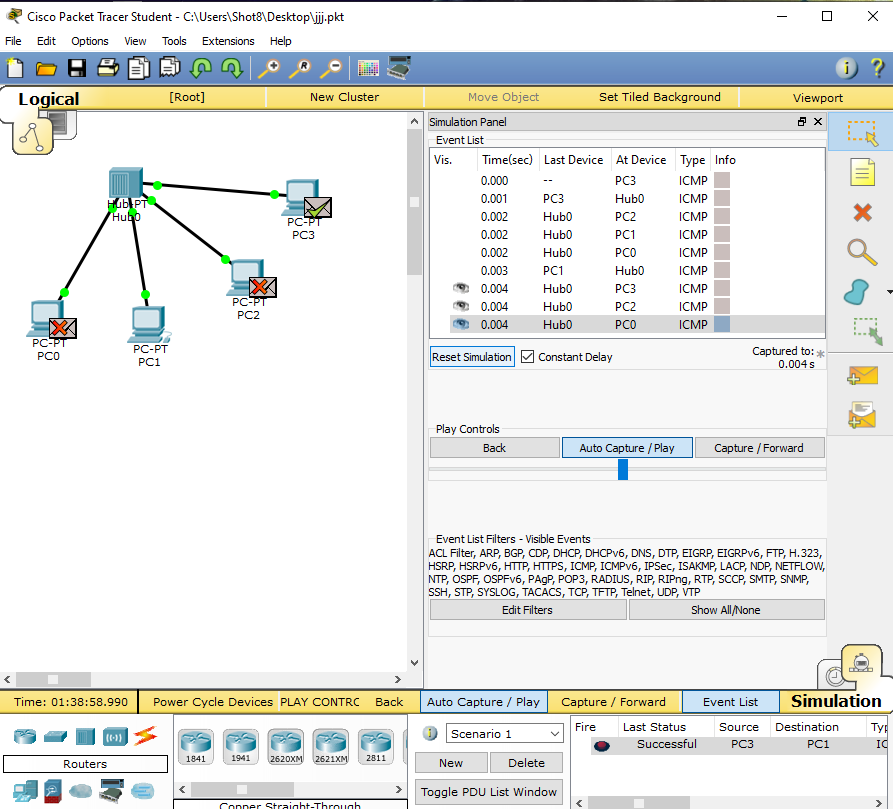 Cisco Packet Tracer Student - C:\Users\Shot8\Desktop\jjj.pkt
File Edit Options View Tools Extensions Help
Logical [Root] New Cluster Move Object Set Tiled Background Viewport
Hub-PT
Hub0
PC-PT
PC3
PC-PT
PC2
PC-PT
PC0
PC-PT
PC1
Simulation Panel
Event List
Vis. Time(sec) Last Device At Device Type Info
0.000 -- PC3 ICMP
0.001 PC3 Hub0 ICMP
0.002 Hub0 PC2 ICMP
0.002 Hub0 PC1 ICMP
0.002 Hub0 PC0 ICMP
0.003 PC1 Hub0 ICMP
0.004 Hub0 PC3 ICMP
0.004 Hub0 PC2 ICMP
0.004 Hub0 PC0 ICMP
Reset Simulation Constant Delay Captured to: *
0.004 s
Play Controls
Back Auto Capture / Play Capture / Forward
Event List Filters - Visible Events
ACL Filter, ARP, BGP, CDP, DHCP, DHCPv6, DNS, DTP, EIGRP, EIGRPv6, FTP, H.323,
HSRP, HSRPv6, HTTP, HTTPS, ICMP, ICMPv6, IPSec, ISAKMP, LACP, NDP, NETFLOW,
NTP, OSPF, OSPFv6, PAgP, POP3, RADIUS, RIP, RIPng, RTP, SCCP, SMTP, SNMP,
SSH, STP, SYSLOG, TACACS, TCP, TFTP, Telnet, UDP, VTP
Edit Filters Show All/None
Time: 01:38:58.990 Power Cycle Devices PLAY CONTRC Back Auto Capture / Play Capture / Forward Event List Simulation
Routers
1841 1941 2620XM 2621XM 2811
Copper Straight-Through
Scenario 1
New Delete
Toggle PDU List Window
Fire Last Status Source Destination Typ
Successful PC3 PC1 IC